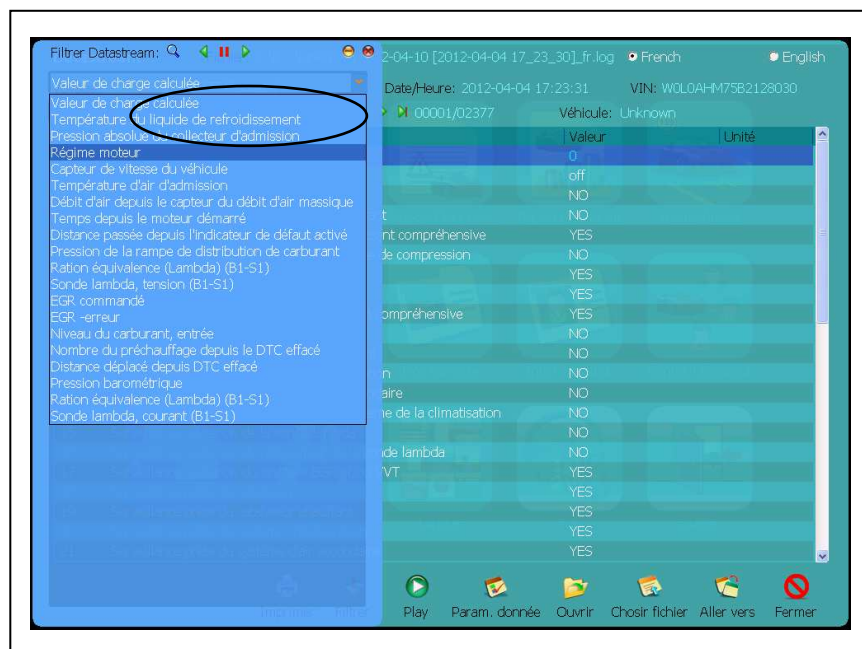 Filtrer Datastream:
2-04-10 [2012-04-04 17_23_30]_fr.log French English
Valeur de charge calculée
Date/Heure: 2012-04-04 17:23:31 VIN: W0L0AHM75B2128030
00001/02377 Véhicule: Unknown
Valeur Unité
Valeur de charge calculée
Température du liquide de refroidissement
Pression absolue du collecteur d'admission
Régime moteur
Capteur de vitesse du véhicule
Température d'air d'admission
Débit d'air depuis le capteur du débit d'air massique
Temps depuis le moteur démarré
Distance passée depuis l'indicateur de défaut activé
Pression de la rampe de distribution de carburant
Ration équivalence (Lambda) (B1-S1)
Sonde lambda, tension (B1-S1)
EGR commandé
EGR -erreur
Niveau du carburant, entrée
Nombre du préchauffage depuis le DTC effacé
Distance déplacé depuis DTC effacé
Pression barométrique
Ration équivalence (Lambda) (B1-S1)
Sonde lambda, courant (B1-S1)
0
off
NO
t NO
nt compréhensive YES
de compression NO
YES
YES
ompréhensive YES
NO
NO
n NO
aire NO
ne de la climatisation NO
NO
nde lambda NO
VVT YES
YES
YES
YES
YES
Play Param. donnée Ouvrir Chosir fichier Aller vers Fermer